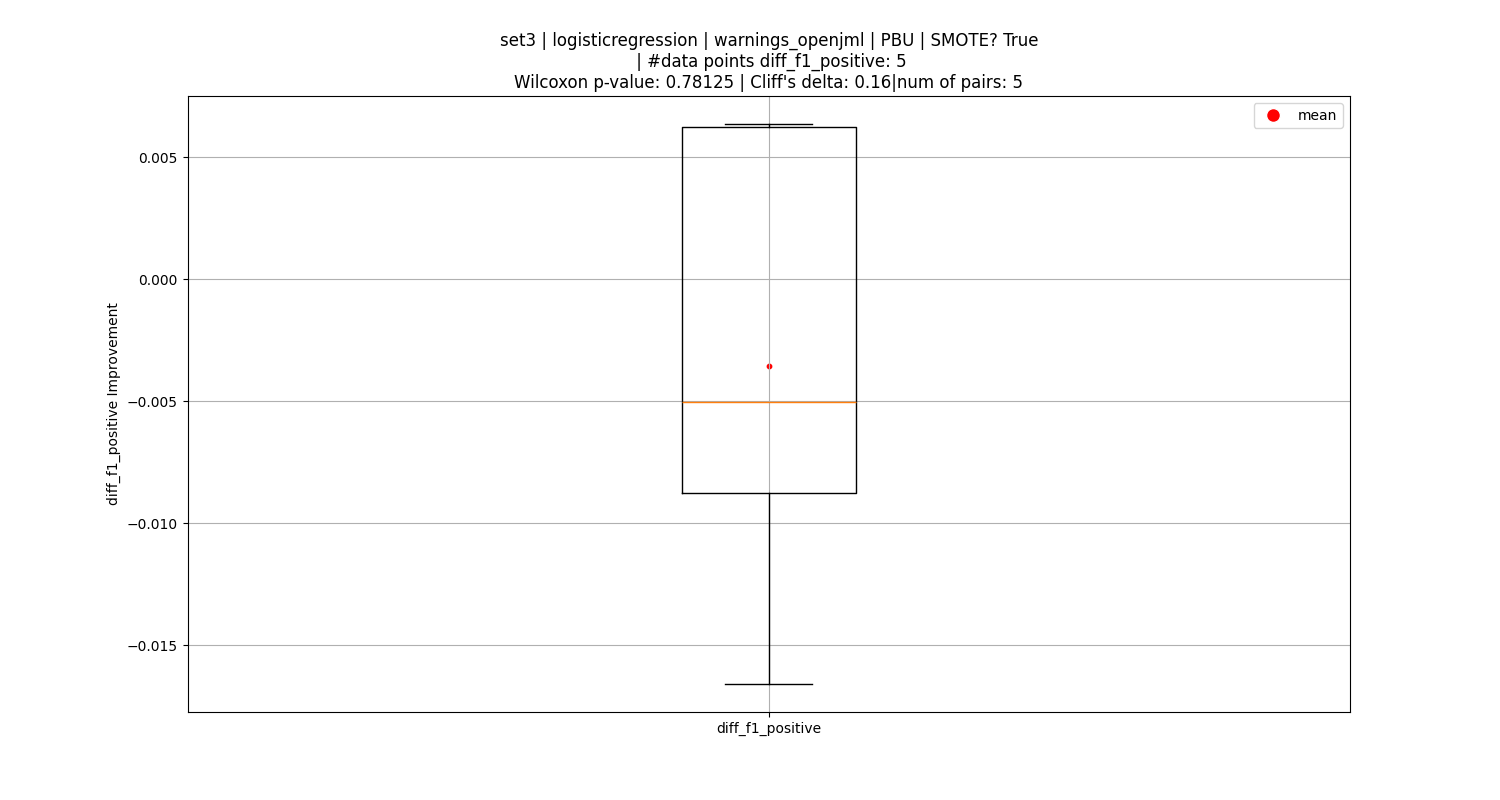 set3 | logisticregression | warnings_openjml | PBU | SMOTE? True
| #data points diff_f1_positive: 5
Wilcoxon p-value: 0.78125 | Cliff's delta: 0.16|num of pairs: 5
mean
0.005
0.000
−0.005
−0.010
−0.015
diff_f1_positive Improvement
diff_f1_positive